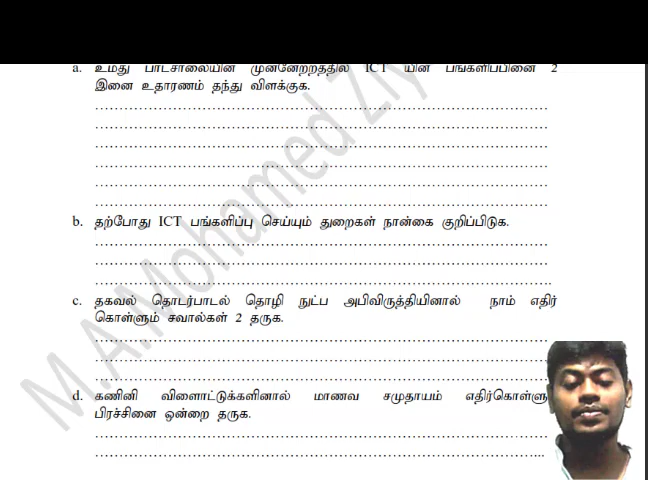 a. உமது பாடசாலையின் முன்னேற்றத்தில் ICT யின் பங்களிப்பினை 2
இனை உதாரணம் தந்து விளக்குக.
b. தற்போது ICT பங்களிப்பு செய்யும் துறைகள் நான்கை குறிப்பிடுக.
c. தகவல் தொடர்பாடல் தொழி நுட்ப அபிவிருத்தியினால் நாம் எதிர்
கொள்ளும் சவால்கள் 2 தருக.
d. கணினி விளையாட்டுக்களினால் மாணவ சமுதாயம்
பிரச்சினை ஒன்றை தருக.
M.A.Mohamed